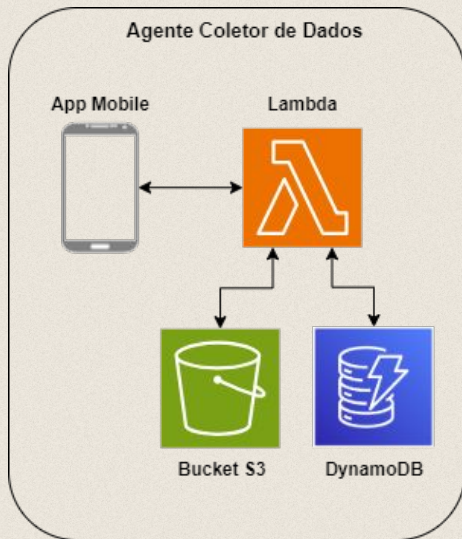 Agente Coletor de Dados
App Mobile
Lambda
Bucket S3
DynamoDB